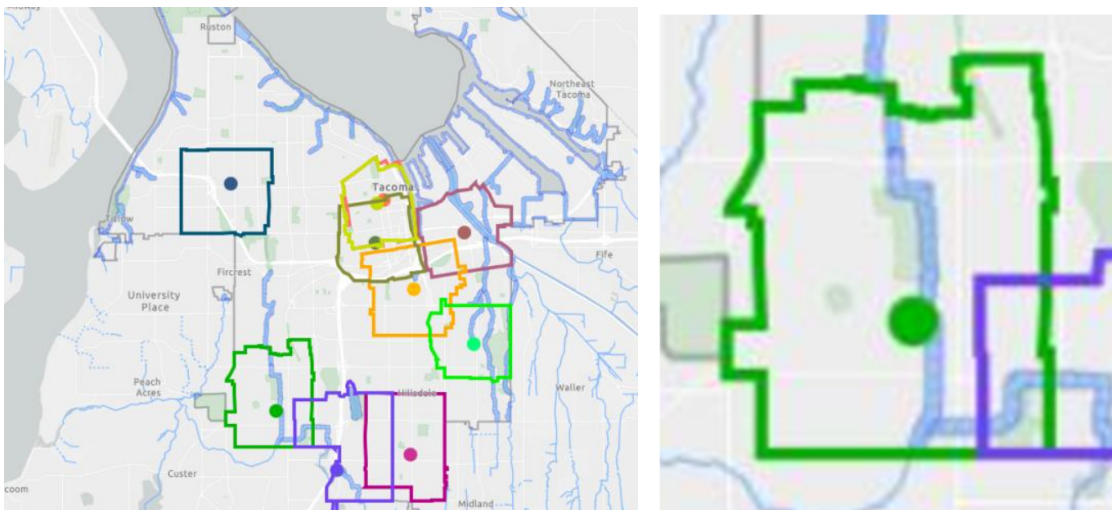 Ruston
Northeast
Tacoma
Tacoma
Fircrest
Fife
University
Place
Peach
Acres
Hillsdale
Waller
Custer
coom
Midland